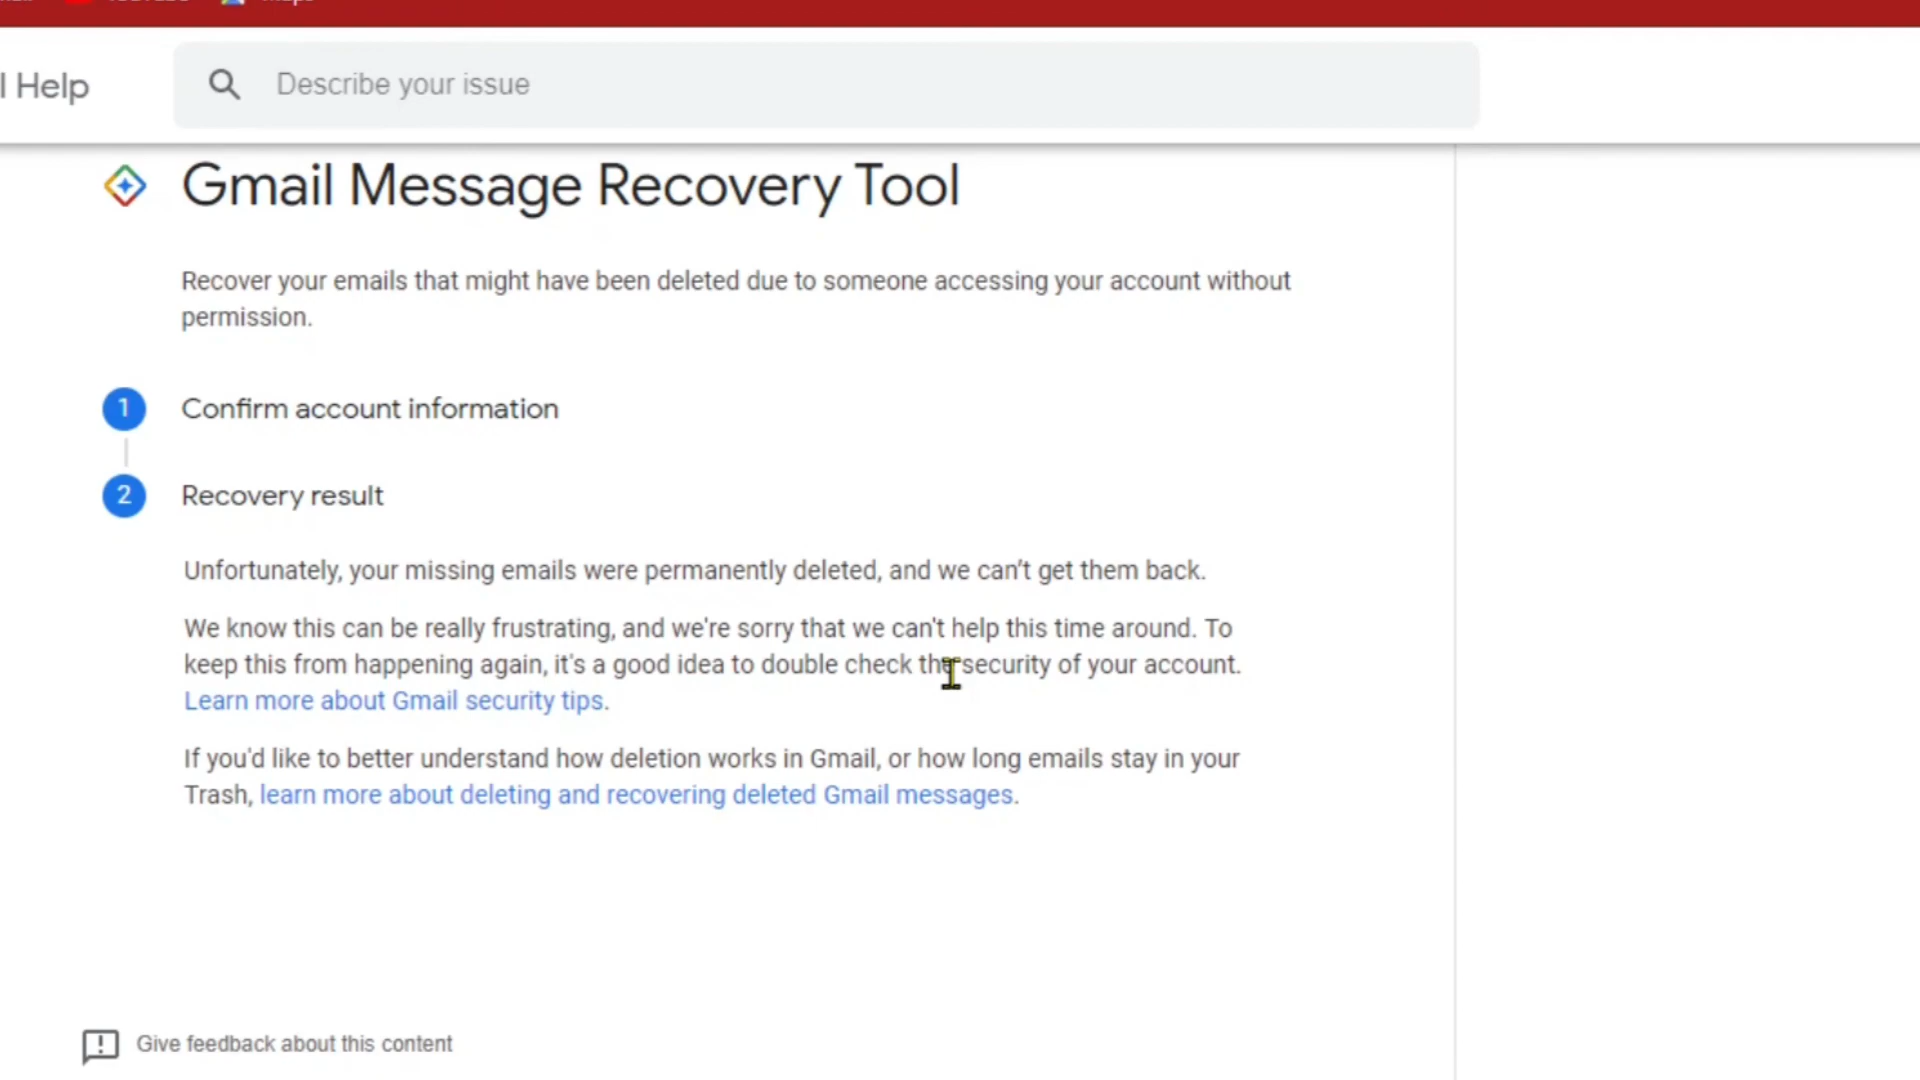 l Help
Describe your issue
Gmail Message Recovery Tool
Recover your emails that might have been deleted due to someone accessing your account without
permission.
1 Confirm account information
2 Recovery result
Unfortunately, your missing emails were permanently deleted, and we can't get them back.
We know this can be really frustrating, and we're sorry that we can't help this time around. To
keep this from happening again, it's a good idea to double check the security of your account.
Learn more about Gmail security tips.
If you'd like to better understand how deletion works in Gmail, or how long emails stay in your
Trash, learn more about deleting and recovering deleted Gmail messages.
Give feedback about this content